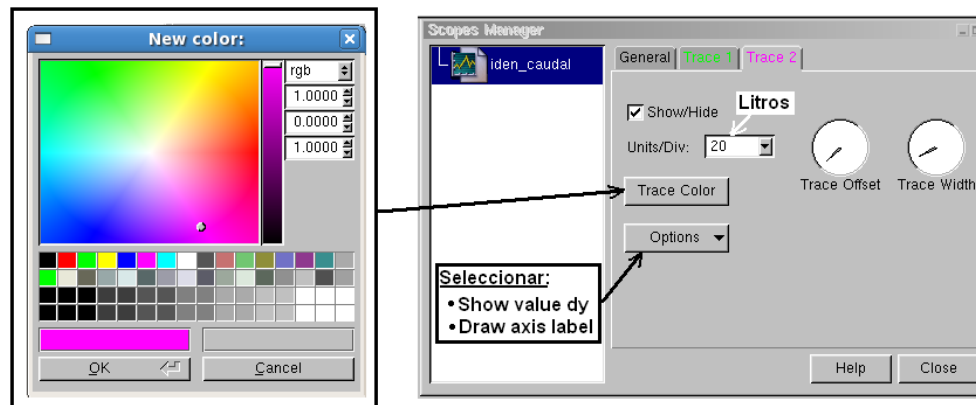 New color:
rgb
1.0000
0.0000
1.0000
OK
Cancel
Scopes Manager
iden_caudal
General Trace 1 Trace 2
Show/Hide
Litros
Units/Div: 20
Trace Color
Trace Offset Trace Width
Options
Seleccionar:
• Show value dy
• Draw axis label
Help Close